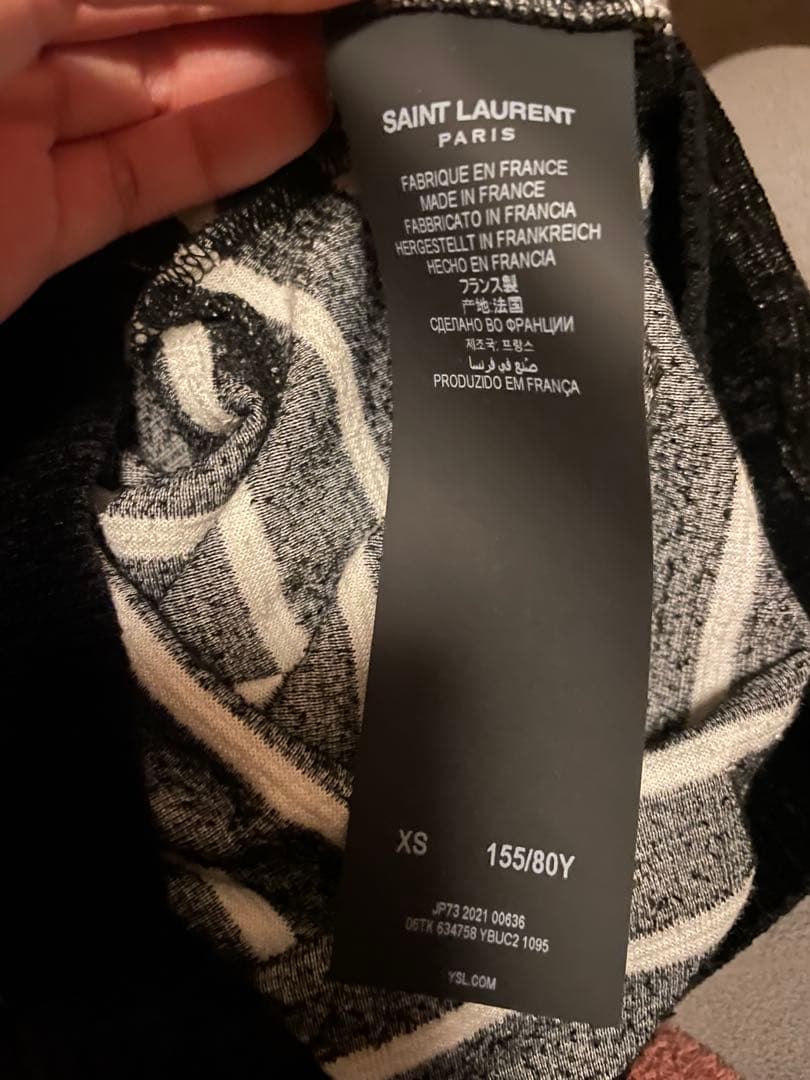 SAINT LAURENT
PARIS
FABRIQUE EN FRANCE
MADE IN FRANCE
FABBRICATO IN FRANCIA
HERGESTELLT IN FRANKREICH
HECHO EN FRANCIA
フランス製
产地:法国
СДЕЛАНО ВО ФРАНЦИИ
제조국: 프랑스
صنع في فرنسا
PRODUZIDO EM FRANÇA
XS 155/80Y
JP73 2021 00636
06TX 634758 YBUC2 1095
YSL.COM